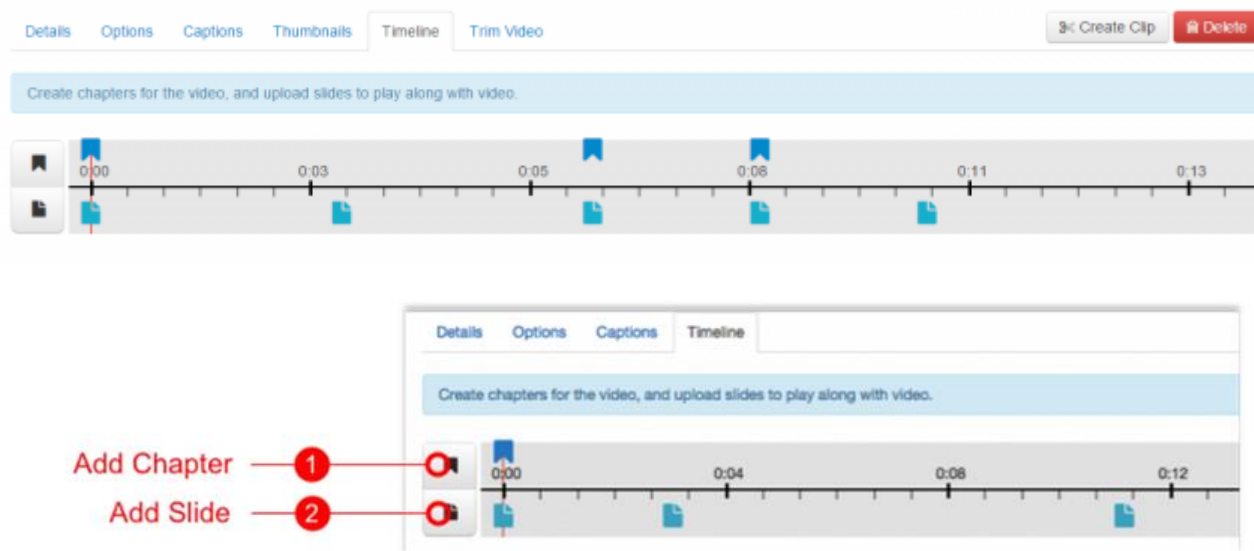 Details Options Captions Thumbnails Timeline Trim Video Create Clip Delete
Create chapters for the video, and upload slides to play along with video.
0:00 0:03 0:05 0:08 0:11 0:13
Details Options Captions Timeline
Create chapters for the video, and upload slides to play along with video.
Add Chapter 1
0:00 0:04 0:08 0:12
Add Slide 2